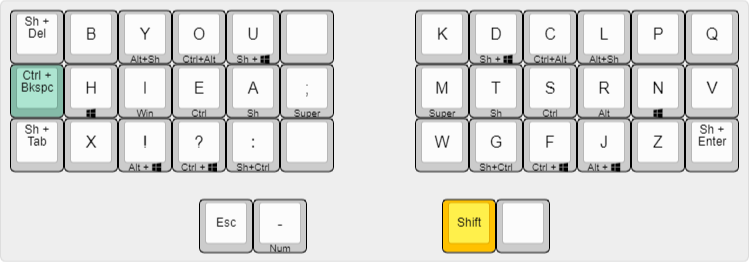 Sh + Del B Y O U K D C L P Q
Alt+Sh Ctrl+Alt Sh + Sh + Ctrl+Alt Alt+Sh
Ctrl + Bkspc H I E A ; M T S R N V
Win Ctrl Sh Super Super Sh Ctrl Alt
Sh + Tab X ! ? : W G F J Z Sh + Enter
Alt + Ctrl + Sh+Ctrl Sh+Ctrl Ctrl + Alt +
Esc - Shift
Num